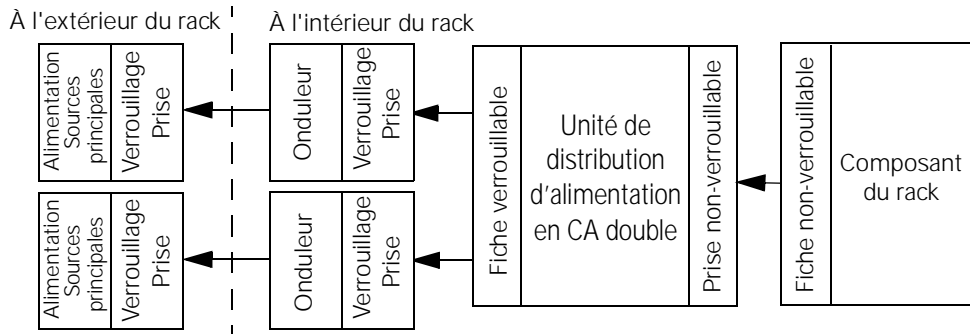 À l'extérieur du rack
À l'intérieur du rack
Alimentation
Sources
principales
Verrouillage
Prise
Onduleur
Verrouillage
Prise
Alimentation
Sources
principales
Verrouillage
Prise
Onduleur
Verrouillage
Prise
Fiche verrouillable
Unité de
distribution
d'alimentation
en CA double
Prise non-verrouillable
Fiche non-verrouillable
Composant
du rack